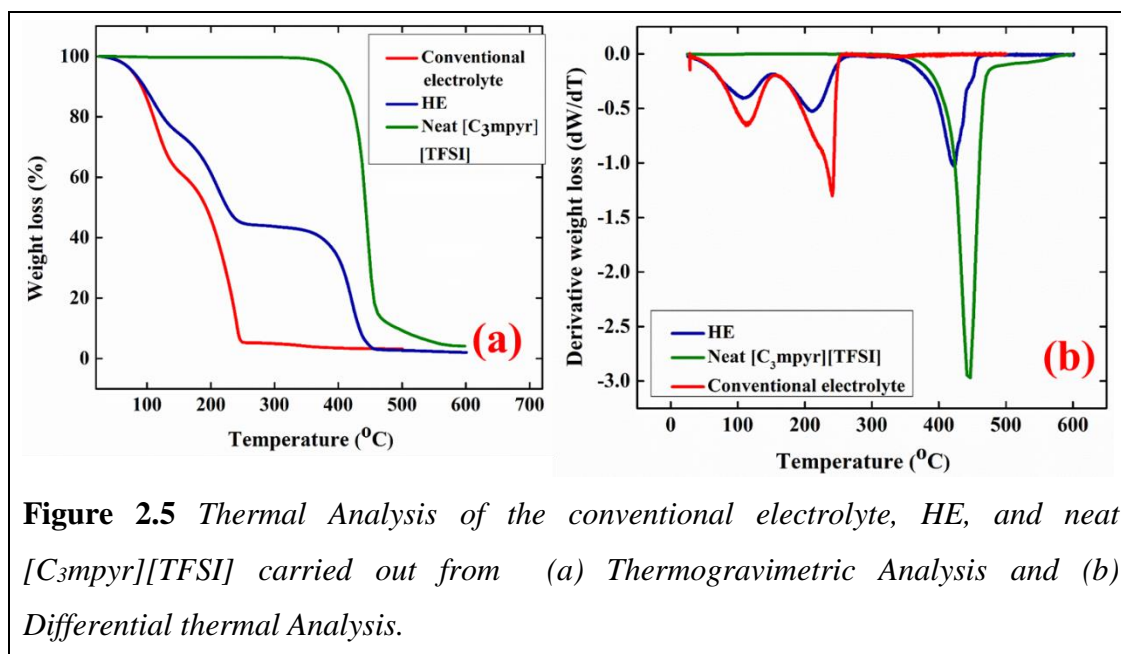 100
80
60
40
20
0
Weight loss (%)
100 200 300 400 500 600 700
Temperature (⁰C)
Conventional
electrolyte
HE
Neat [C₃mpyr]
[TFSI]
(a)
0.0
-0.5
-1.0
-1.5
-2.0
-2.5
-3.0
Derivative weight loss (dW/dT)
0 100 200 300 400 500 600
Temperature (⁰C)
HE
Neat [C₃mpyr][TFSI]
Conventional electrolyte
(b)
Figure 2.5 Thermal Analysis of the conventional electrolyte, HE, and neat
[C₃mpyr][TFSI] carried out from (a) Thermogravimetric Analysis and (b)
Differential thermal Analysis.